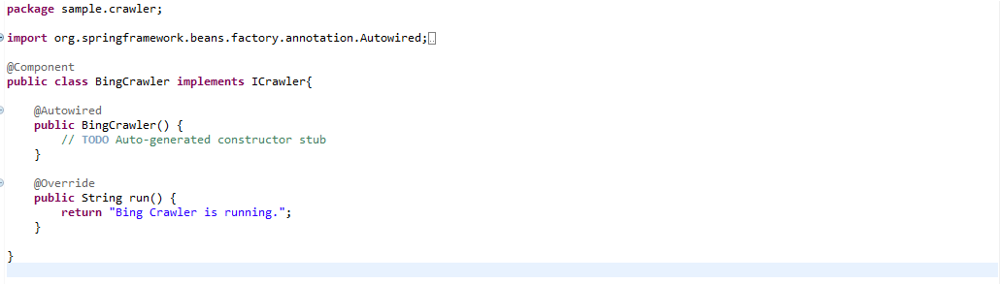 package sample.crawler;
import org.springframework.beans.factory.annotation.Autowired;
@Component
public class BingCrawler implements ICrawler{
@Autowired
public BingCrawler() {
// TODO Auto-generated constructor stub
}
@Override
public String run() {
return "Bing Crawler is running.";
}
}